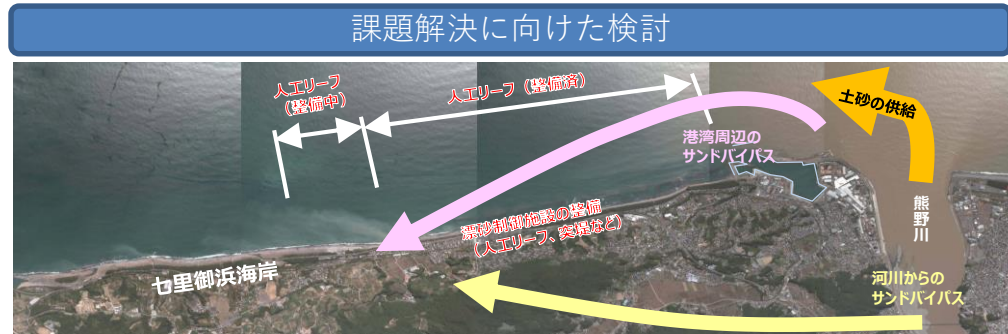 課題解決に向けた検討
人工リーフ
（整備中）
人工リーフ（整備済）
土砂の供給
港湾周辺の
サンドバイパス
熊野川
漂砂制御施設の整備
（人工リーフ、突堤など）
七里御浜海岸
河川からの
サンドバイパス